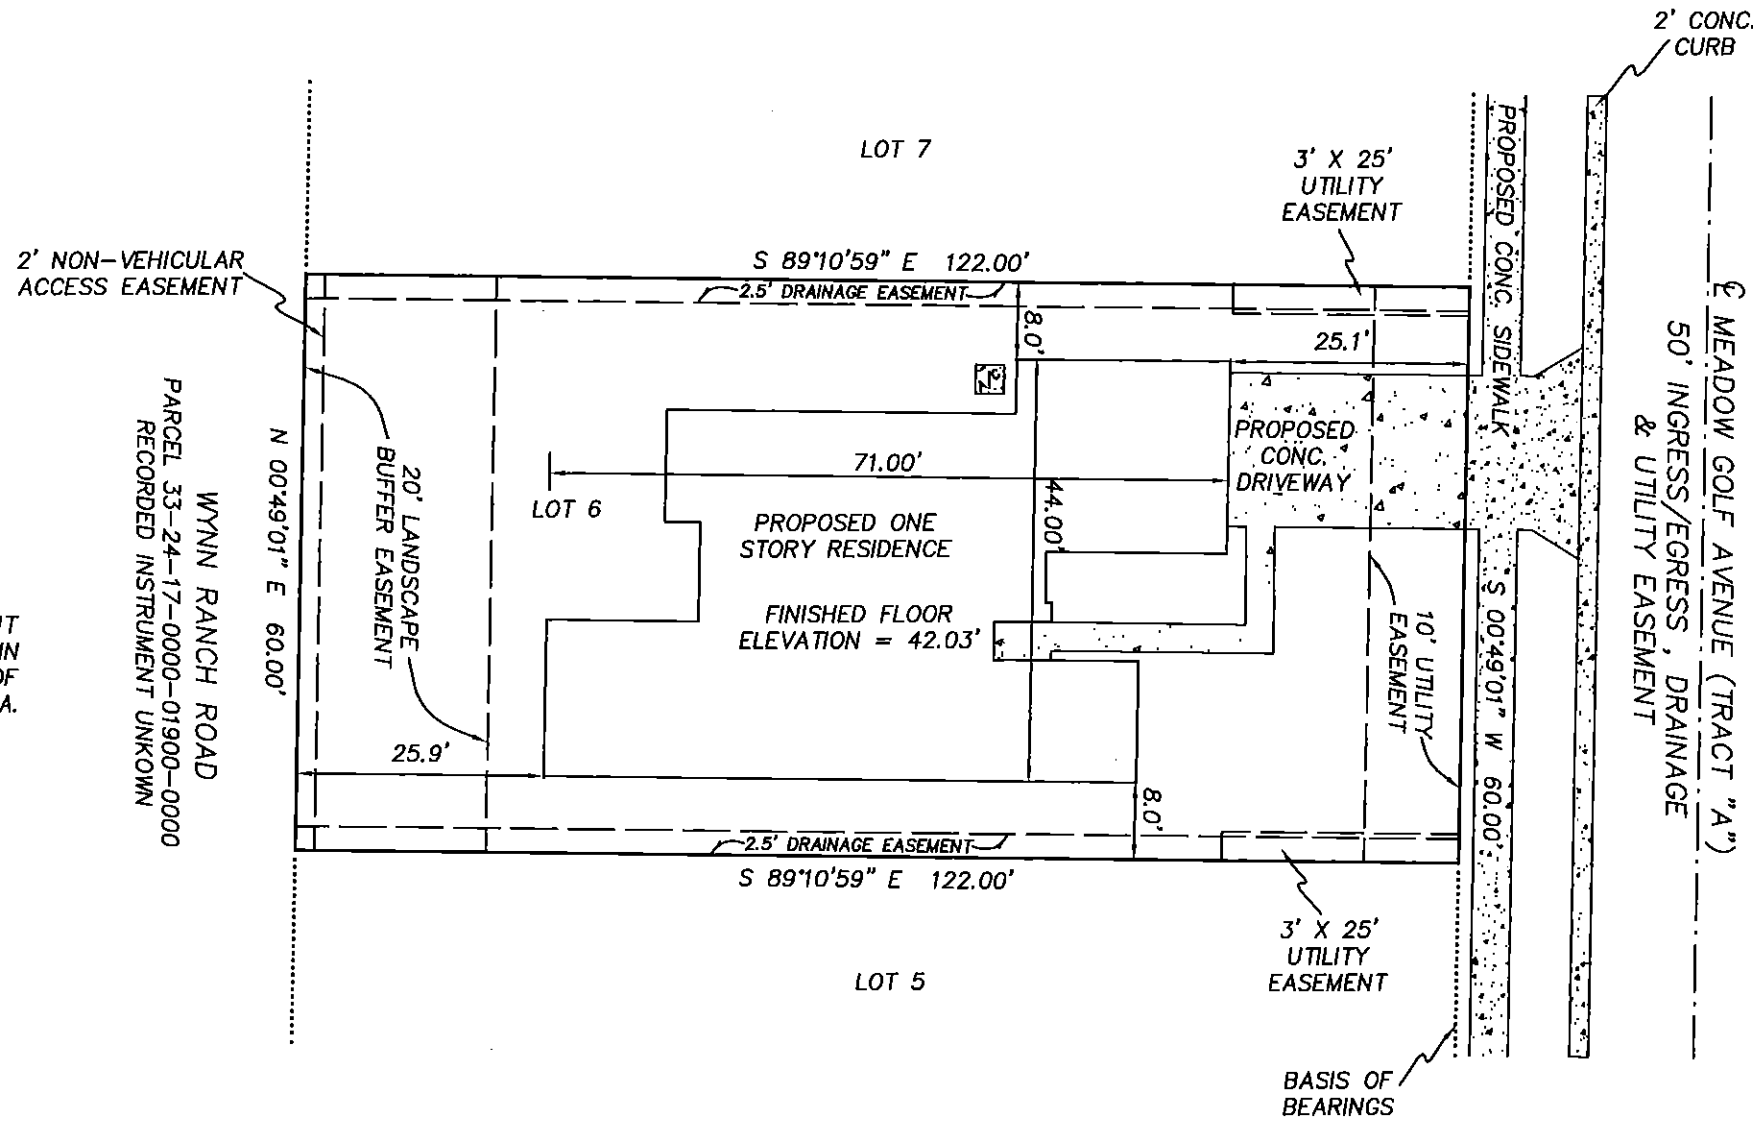 2' CONC.
CURB
LOT 7
3' X 25'
UTILITY
EASEMENT
PROPOSED CONC. SIDEWALK
℄ MEADOW GOLF AVENUE (TRACT "A")
50' INGRESS/EGRESS, DRAINAGE
& UTILITY EASEMENT
2' NON-VEHICULAR
ACCESS EASEMENT
S 89°10'59" E 122.00'
2.5' DRAINAGE EASEMENT
8.0'
25.1'
PROPOSED
CONC.
DRIVEWAY
71.00'
LOT 6
44.00'
PROPOSED ONE
STORY RESIDENCE
FINISHED FLOOR
ELEVATION = 42.03'
20' LANDSCAPE
BUFFER EASEMENT
N 00°49'01" E 60.00'
WYNN RANCH ROAD
PARCEL 33-24-17-0000-01900-0000
RECORDED INSTRUMENT UNKOWN
IN
OF
A.
10' UTILITY
EASEMENT
S 00°49'01" W 60.00'
25.9'
8.0'
2.5' DRAINAGE EASEMENT
S 89°10'59" E 122.00'
3' X 25'
UTILITY
EASEMENT
LOT 5
BASIS OF
BEARINGS